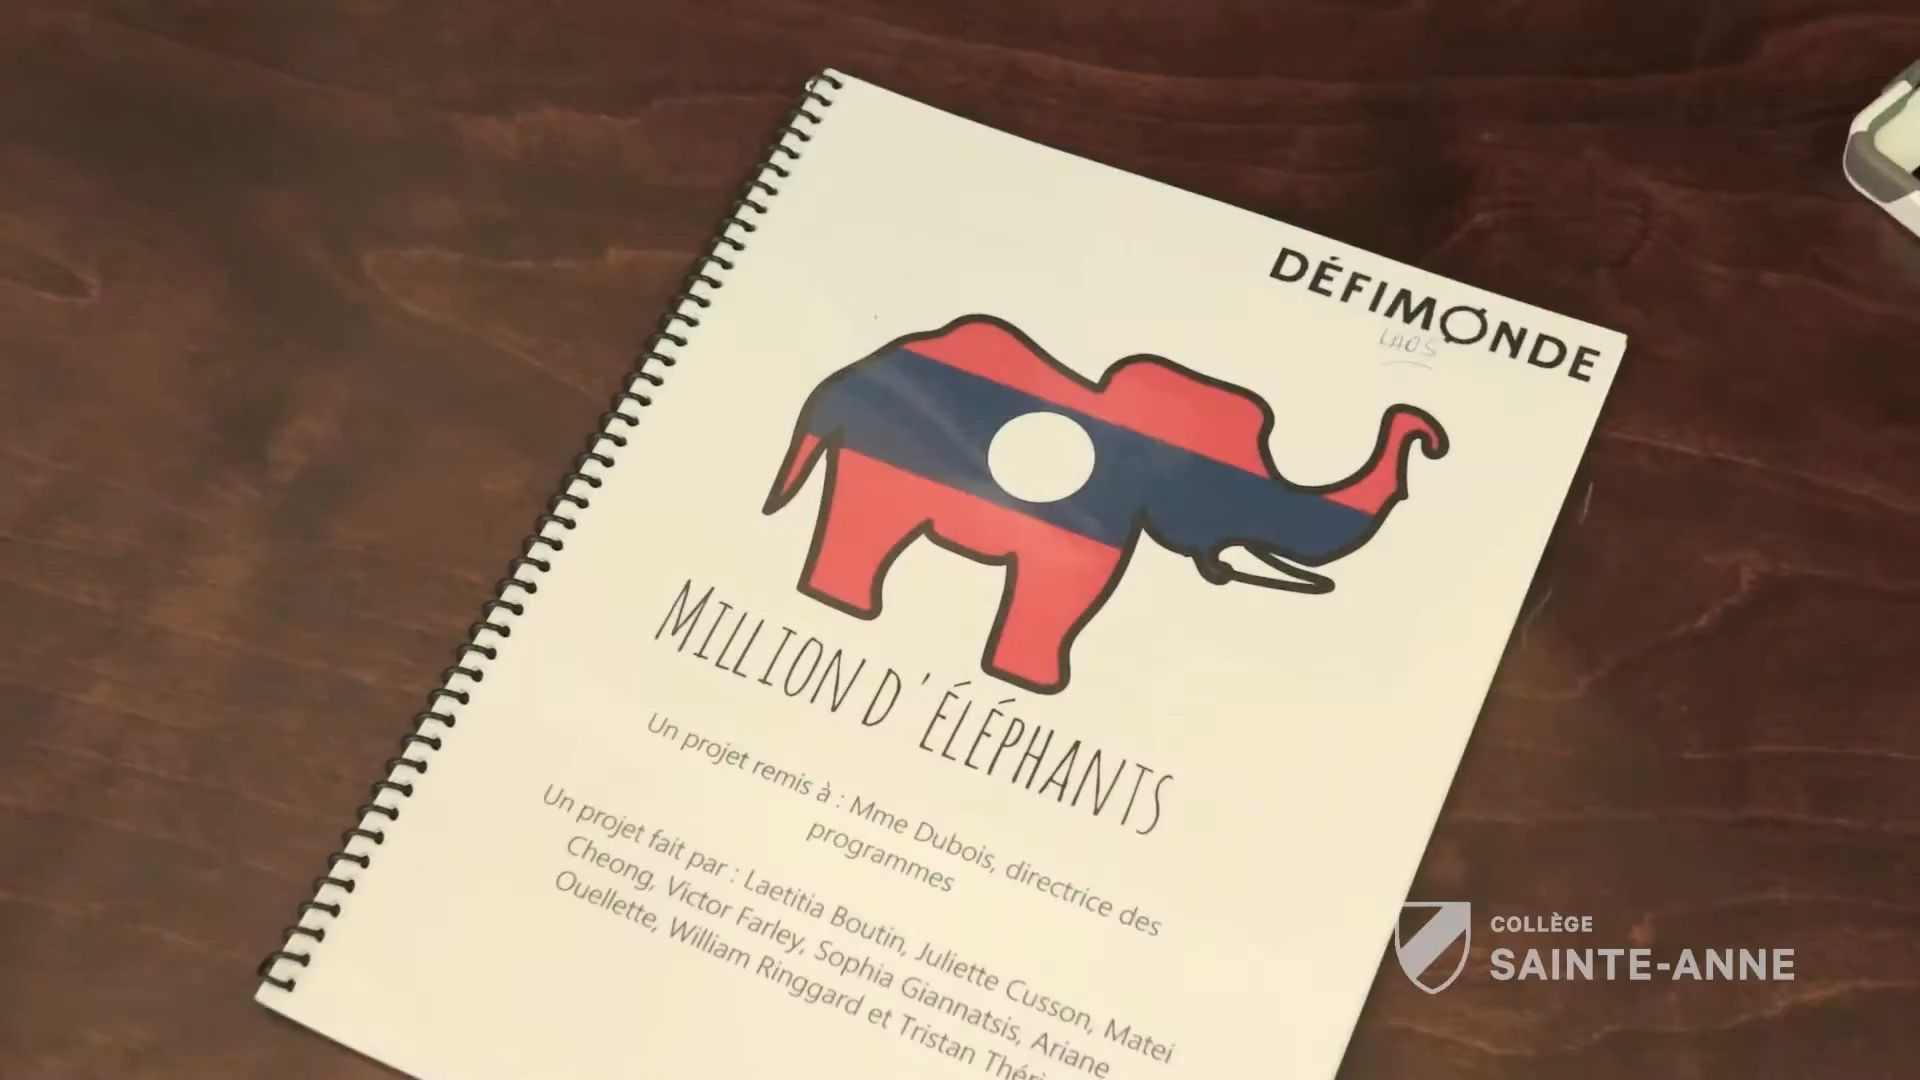 DÉFIMONDE
LAOS
MILLION D'ÉLÉPHANTS
Un projet remis à : Mme Dubois, directrice des
programmes
Un projet fait par : Laetitia Boutin, Juliette Cusson, Matei
Cheong, Victor Farley, Sophia Giannatsis, Ariane
Ouellette, William Ringgard et Tristan
COLLÈGE
SAINTE-ANNE